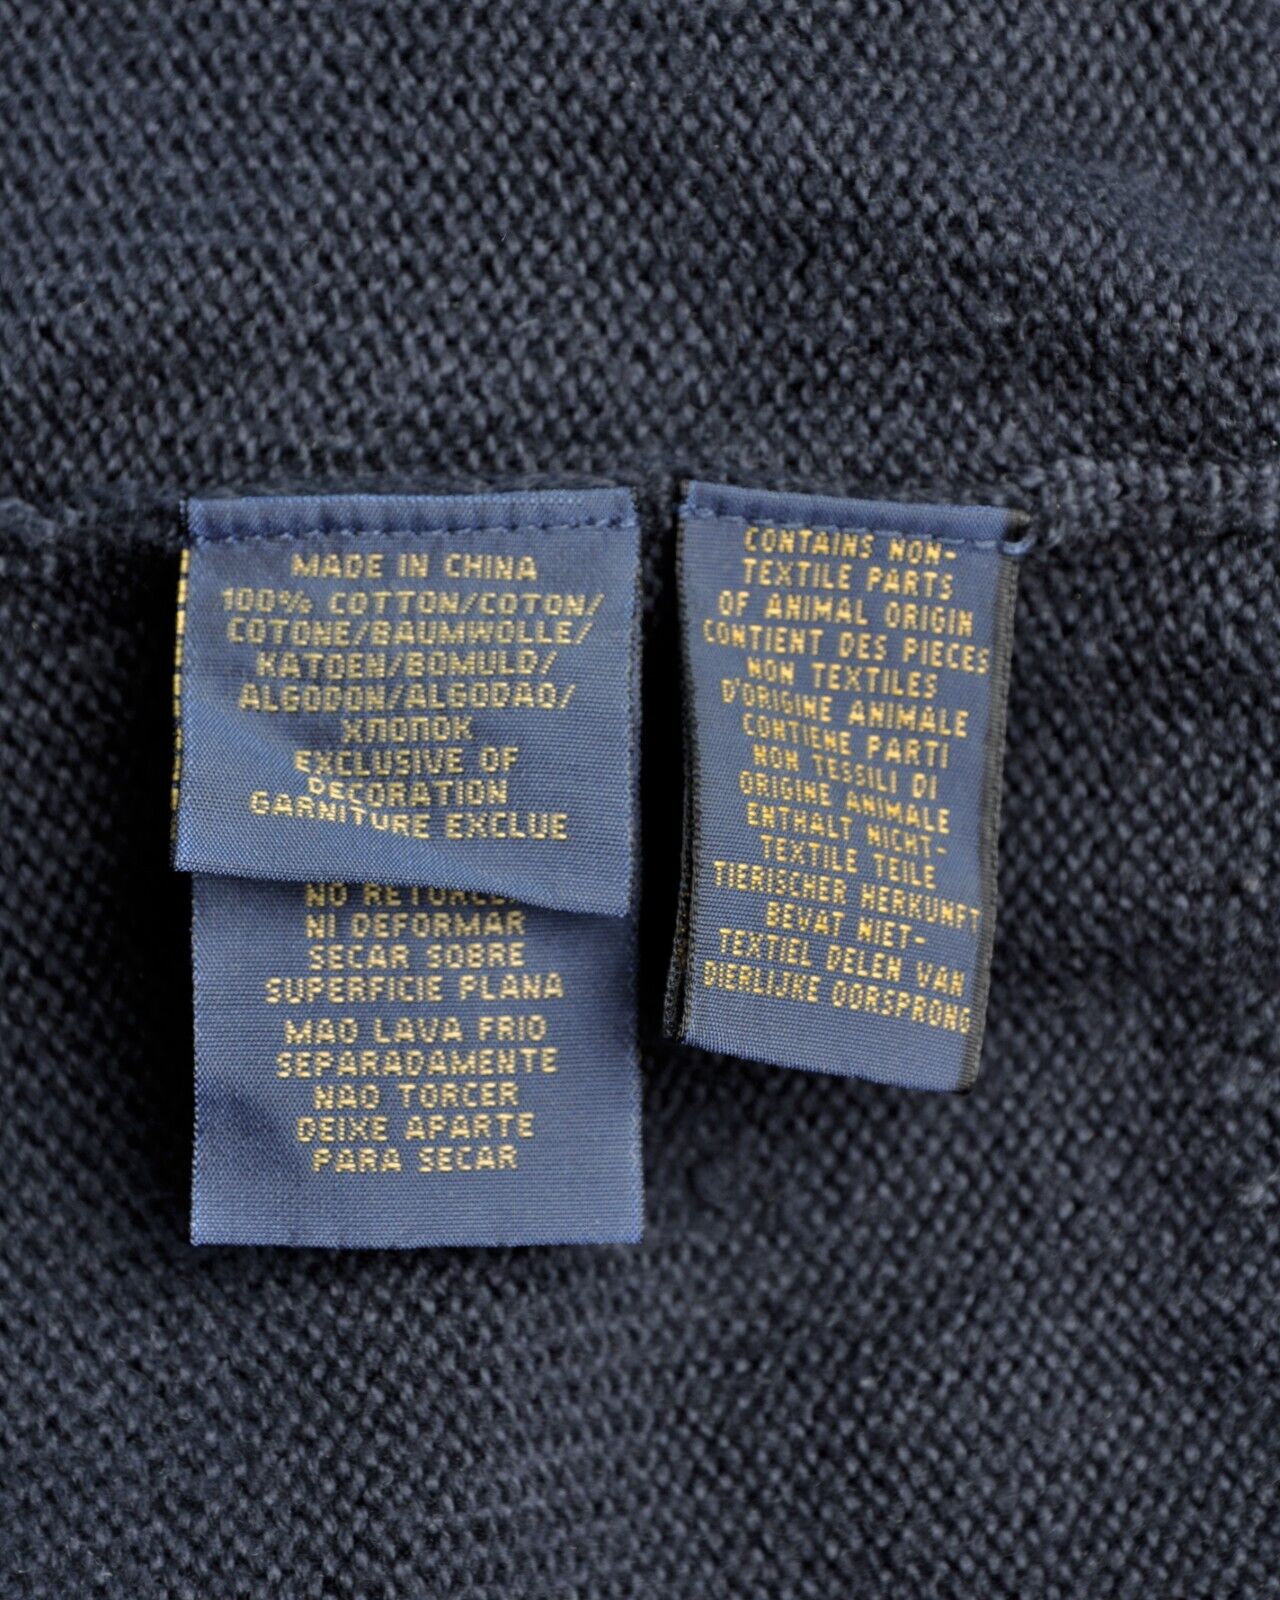 MADE IN CHINA
100% COTTON/COTON/
COTONE/BAUMWOLLE/
KATOEN/BOMULD/
ALGODON/ALGODAO/
ХЛОПОК
EXCLUSIVE OF
DECORATION
GARNITURE EXCLUE
NO RETORCER
NI DEFORMAR
SECAR SOBRE
SUPERFICIE PLANA
MAO LAVA FRIO
SEPARADAMENTE
NAO TORCER
DEIXE APARTE
PARA SECAR
CONTAINS NON-
TEXTILE PARTS
OF ANIMAL ORIGIN
CONTIENT DES PIECES
NON TEXTILES
D'ORIGINE ANIMALE
CONTIENE PARTI
NON TESSILI DI
ORIGINE ANIMALE
ENTHALT NICHT-
TEXTILE TEILE
TIERISCHER HERKUNFT
BEVAT NIET-
TEXTIEL DELEN VAN
DIERLIJKE OORSPRONG